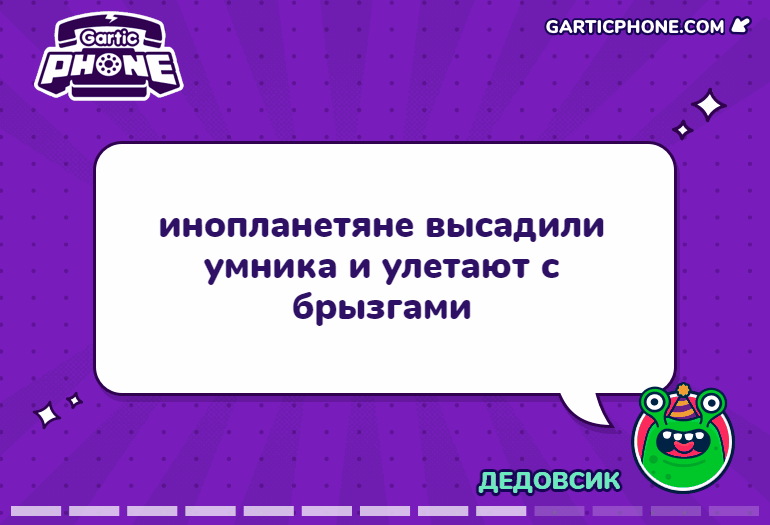 Gartic
PHONE
GARTICPHONE.COM
инопланетяне высадили
умника и улетают с
брызгами
ДЕДОВСИК